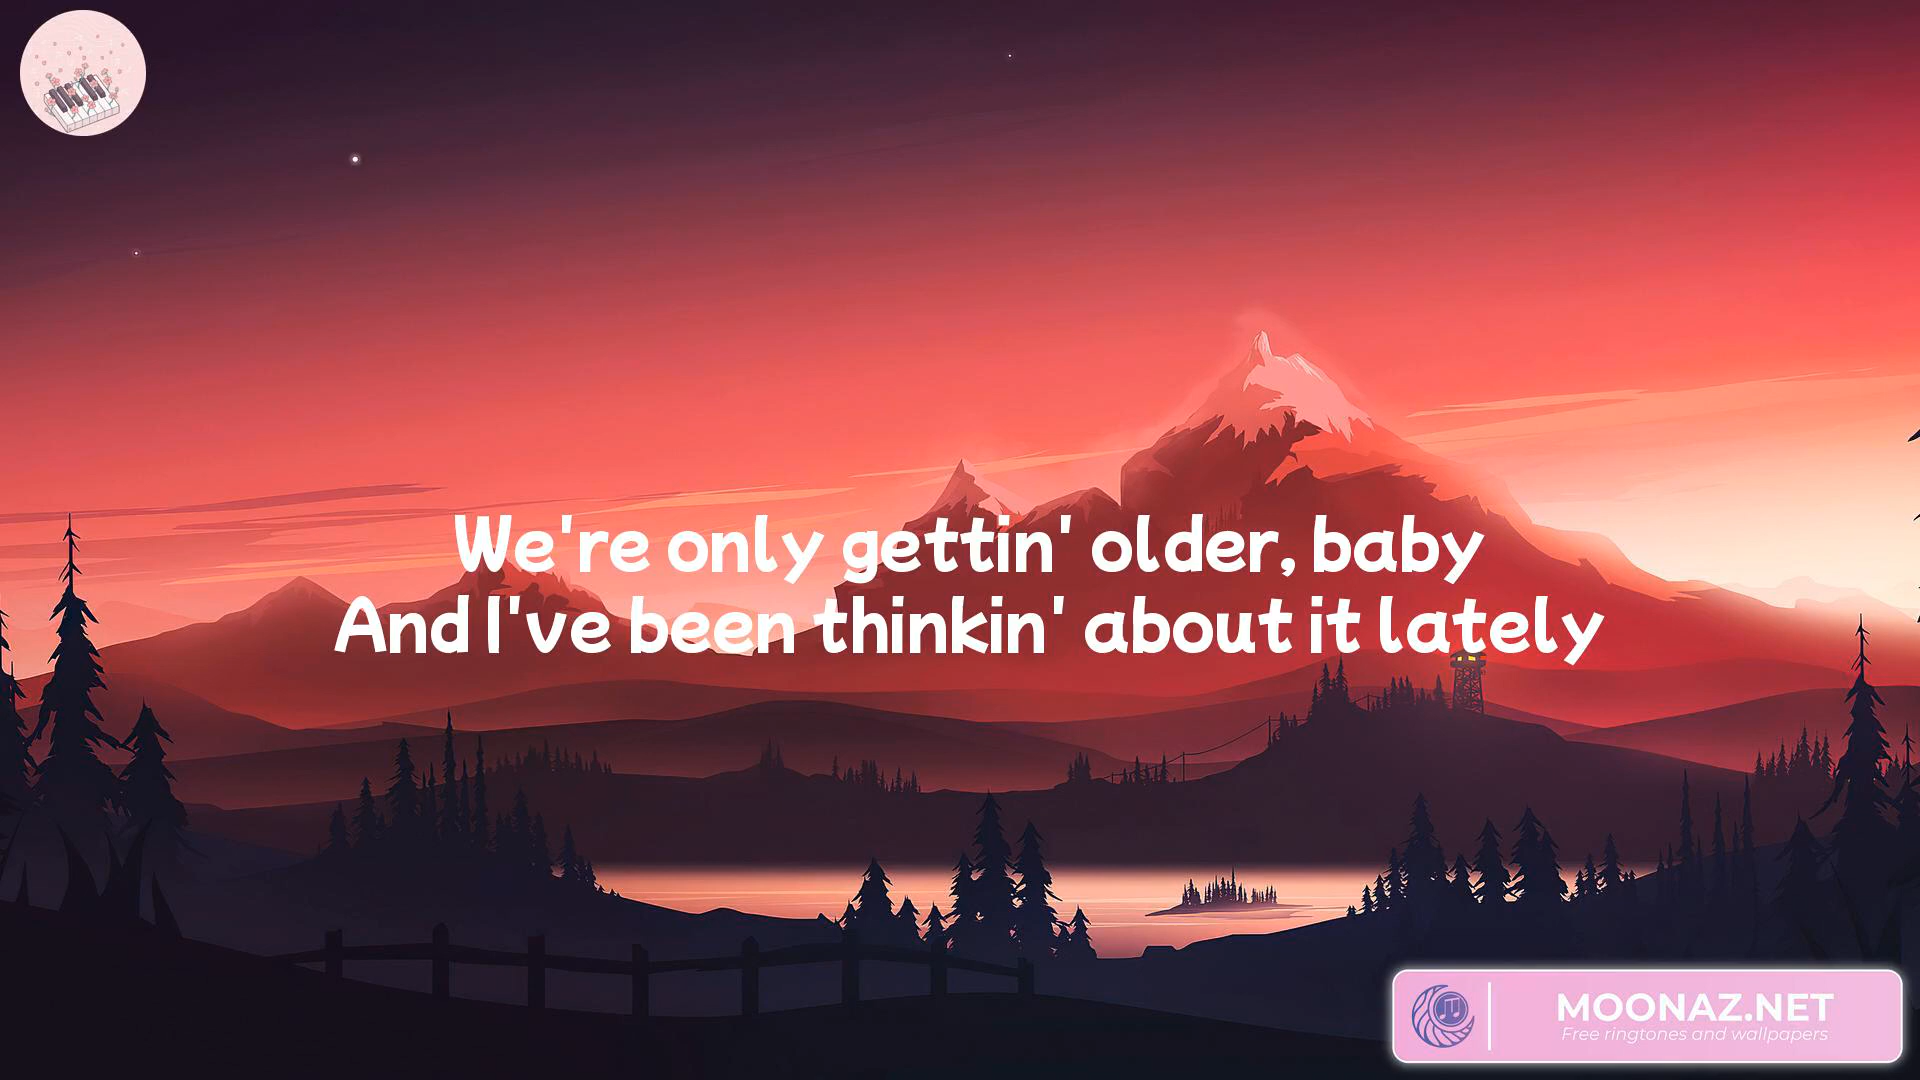 We're only gettin' older, baby
And I've been thinkin' about it lately
MOONAZ.NET
Free ringtones and wallpapers